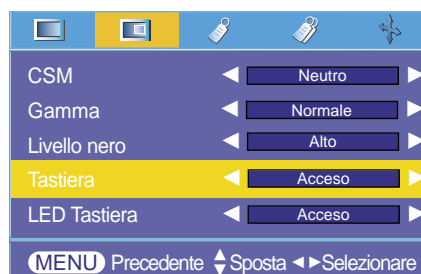 CSM Neutro
Gamma Normale
Livello nero Alto
Tastiera Acceso
LED Tastiera Acceso
MENU Precedente Sposta Selezionare